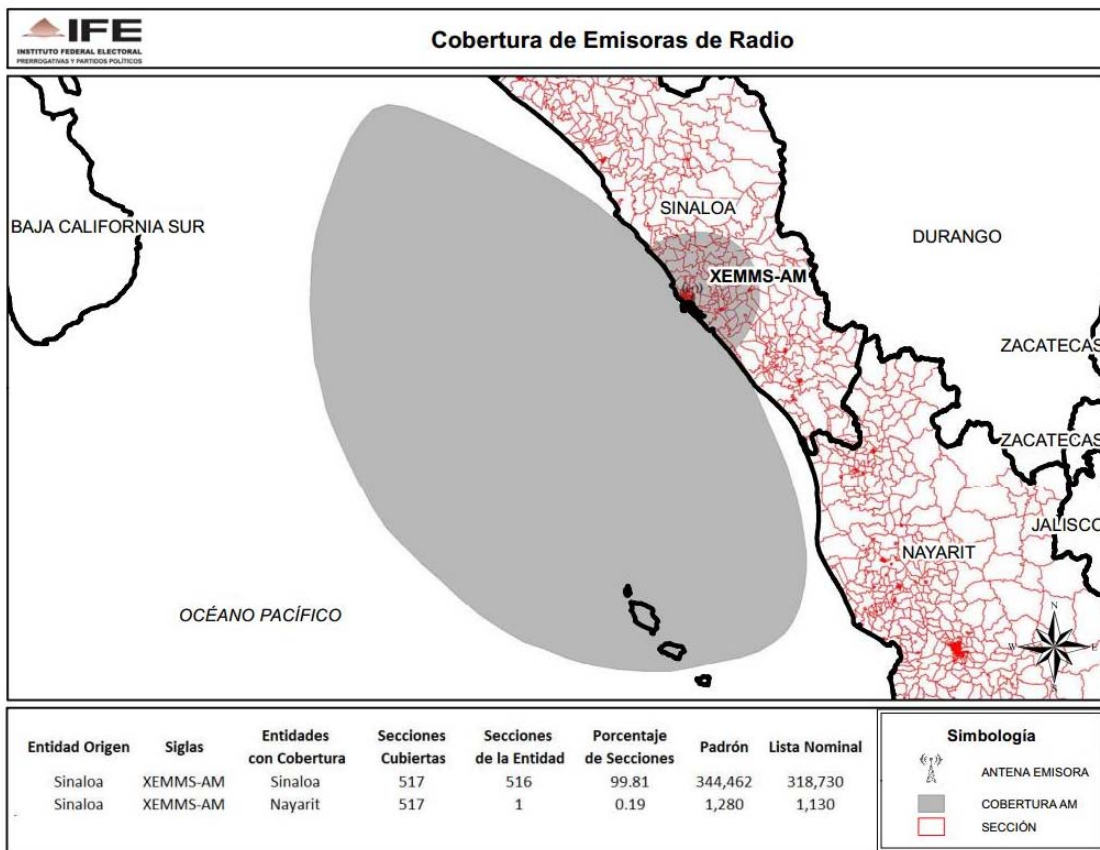 IFE
INSTITUTO FEDERAL ELECTORAL
PRERROGATIVAS Y PARTIDOS POLÍTICOS
Cobertura de Emisoras de Radio
SINALOA
BAJA CALIFORNIA SUR
DURANGO
XEMMS-AM
ZACATECAS
ZACATECAS
JALISCO
NAYARIT
OCÉANO PACÍFICO
N
W E
S
Entidad Origen Siglas Entidades con Cobertura Secciones Cubiertas Secciones de la Entidad Porcentaje de Secciones Padrón Lista Nominal
Sinaloa XEMMS-AM Sinaloa 517 516 99.81 344,462 318,730
Sinaloa XEMMS-AM Nayarit 517 1 0.19 1,280 1,130
Simbología
ANTENA EMISORA
COBERTURA AM
SECCIÓN